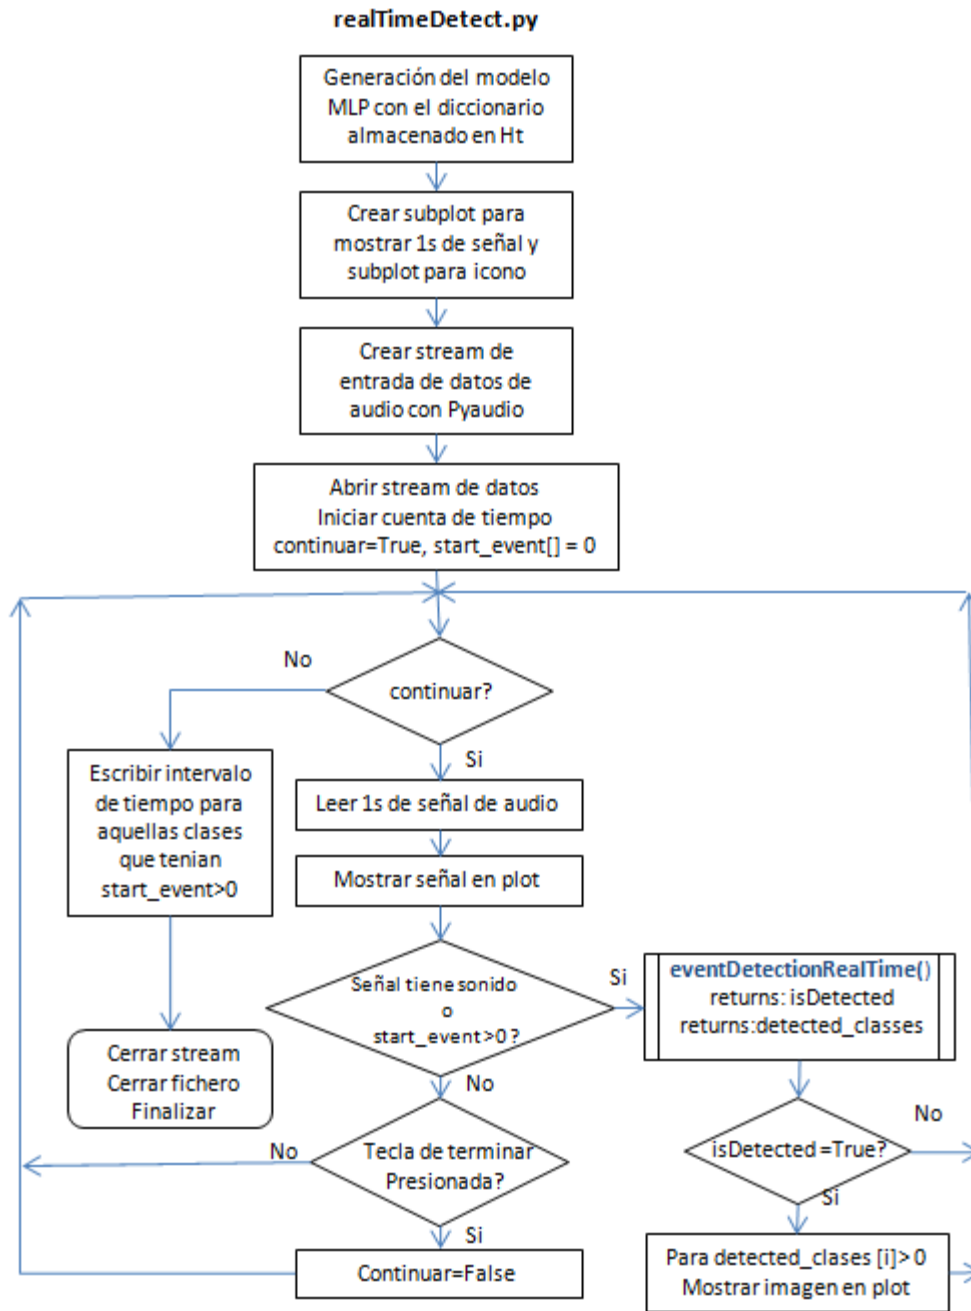 realTimeDetect.py
Generación del modelo
MLP con el diccionario
almacenado en Ht
Crear subplot para
mostrar 1s de señal y
subplot para icono
Crear stream de
entrada de datos de
audio con Pyaudio
Abrir stream de datos
Iniciar cuenta de tiempo
continuar=True, start_event[] = 0
No
continuar?
Si
Escribir intervalo
de tiempo para
aquellas clases
que tenian
start_event>0
Leer 1s de señal de audio
Mostrar señal en plot
Señal tiene sonido
o
start_event>0?
Si
eventDetectionRealTime()
returns: isDetected
returns:detected_classes
Cerrar stream
Cerrar fichero
Finalizar
No
No
Tecla de terminar
Presionada?
No
isDetected =True?
Si
Si
Continuar=False
Para detected_clases [i]> 0
Mostrar imagen en plot